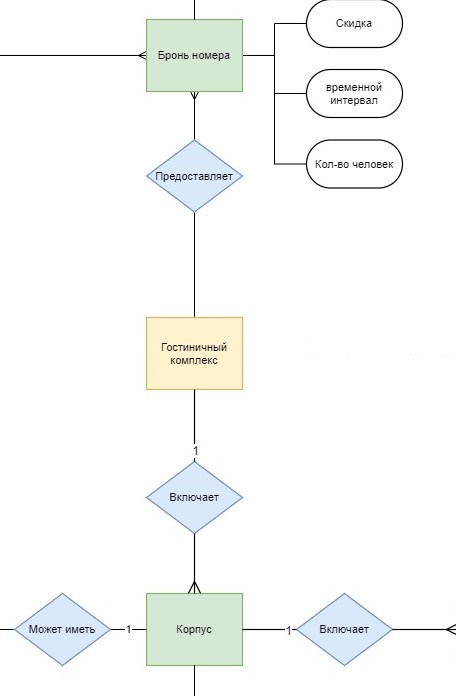 Скидка
Бронь номера
временной
интервал
Кол-во человек
Предоставляет
Гостиничный
комплекс
1
Включает
Может иметь
1
Корпус
1
Включает